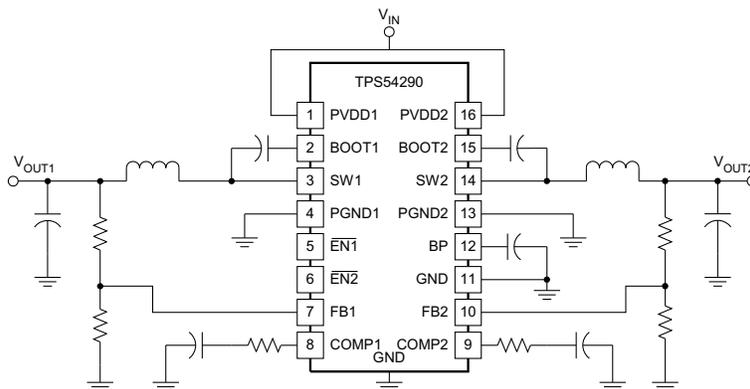 VIN
TPS54290
1 PVDD1 PVDD2 16
2 BOOT1 BOOT2 15
VOUT1 VOUT2
3 SW1 SW2 14
4 PGND1 PGND2 13
5 EN1 BP 12
6 EN2 GND 11
7 FB1 FB2 10
8 COMP1 COMP2 9
GND